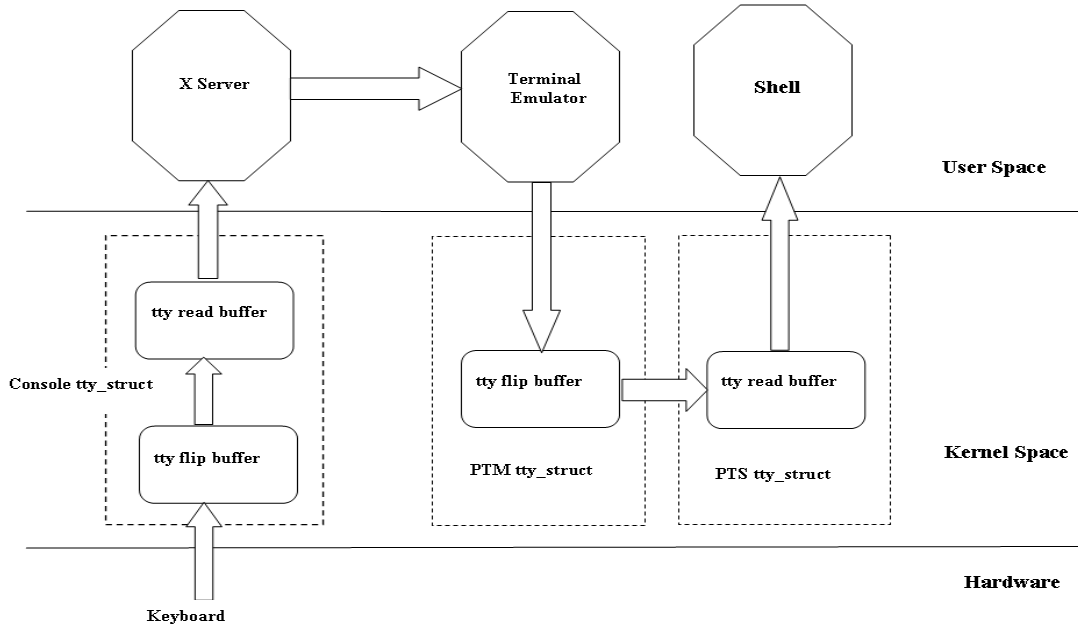 X Server
Terminal
Emulator
Shell
User Space
tty read buffer
Console tty_struct
tty flip buffer
tty flip buffer
tty read buffer
PTM tty_struct
PTS tty_struct
Kernel Space
Hardware
Keyboard